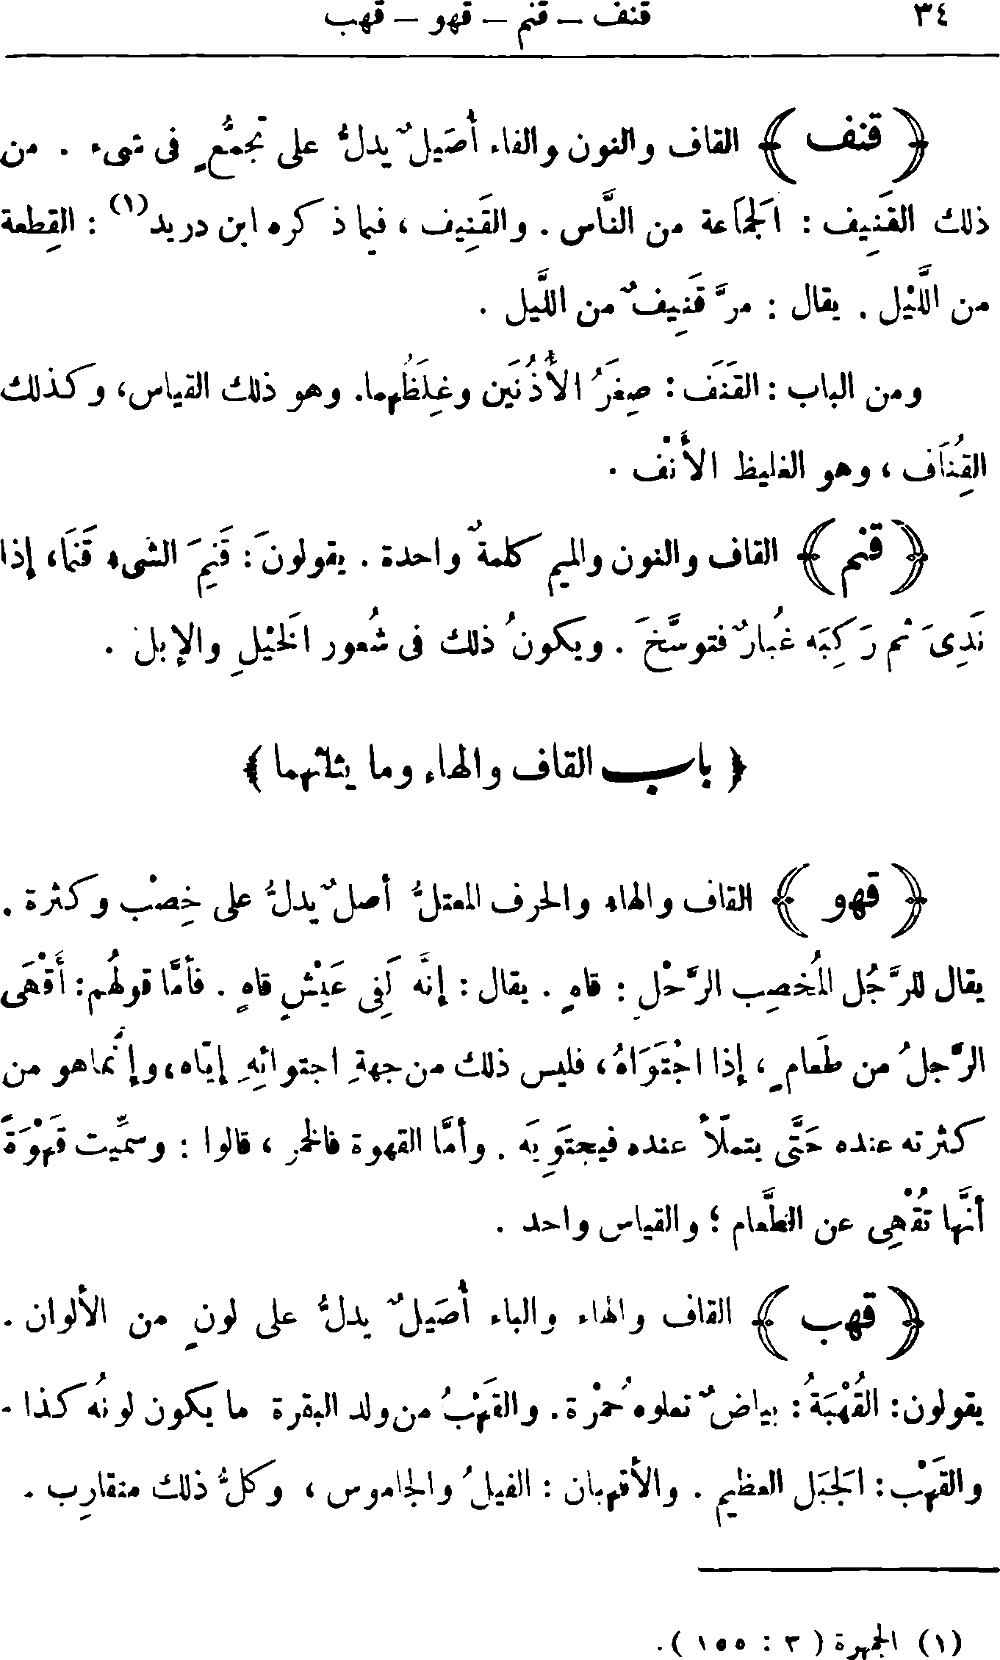 ٣٤ قنف – قنم – قهو – قهب
﴿ قنف ﴾ القاف والنون والفاء أُصَيلٌ يدلُّ على تجمُّعٍ فى شىء . من
ذلك القَنِيف : الجَمَاعة من النَّاس . والقَنِيف ، فيما ذكره ابن دريد(١) : القِطعة
من اللَّيْل . يقال : مرَّ قَنِيفٌ من اللَّيل .
ومن الباب : القَنَف : صِغَرُ الأُذُنَين وغِلَظُهما. وهو ذلك القياس، وكذلك
القُِنَاف ، وهو الغليظ الأَنْف .
﴿ قنم ﴾ القاف والنون والميم كلمةٌ واحدة . يقولونَ : قَنِمَ الشىء قَنَمًا، إذا
نَدِىَ ثم رَكِبَه غُبارٌ فتوسَّخَ . ويكونُ ذلك فى شُعور الخَيْلِ والإبل .
﴿ باب القاف والهاء وما يثلثهما ﴾
﴿ قهو ﴾ القاف والهاء والحرف المعتلُّ أصلٌ يدلُّ على خِصْب وكثرة .
يقال للرَّجُل المُخصِب الرَّحْلِ : قاهٍ . يقال : إنَّه لَفِى عَيْشٍ قاهٍ . فأمَّا قولُهم: أَقْهَى
الرَّجلُ من طَعامٍ ، إذا اجْتَوَاهُ ، فليس ذلك من جهةِ اجتوائِهِ إيّاه، وإنَّما هو من
كثرته عنده حَتَّى يتملّأ عنده فيجتَوِيَه . وأمَّا القهوة فالخمر ، قالوا : وسمِّيت قَهْوَةً
أنَّها تُقْهِى عن الطَّعام ؛ والقياس واحد .
﴿ قهب ﴾ القاف والهاء والباء أُصَيلٌ يدلُّ على لونٍ من الألوان .
يقولون: القُهْبَةُ : بياضٌ تعلوه حُمْرة . والقَهْبُ من ولد البقرة ما يكون لونُه كذا .
والقَهْب : الجَبَل العظيم . والأقهبان : الفيلُ والجاموس ، وكلُّ ذلك متقارِب .
(١) الجمهرة ( ٣ : ١٥٥ ).